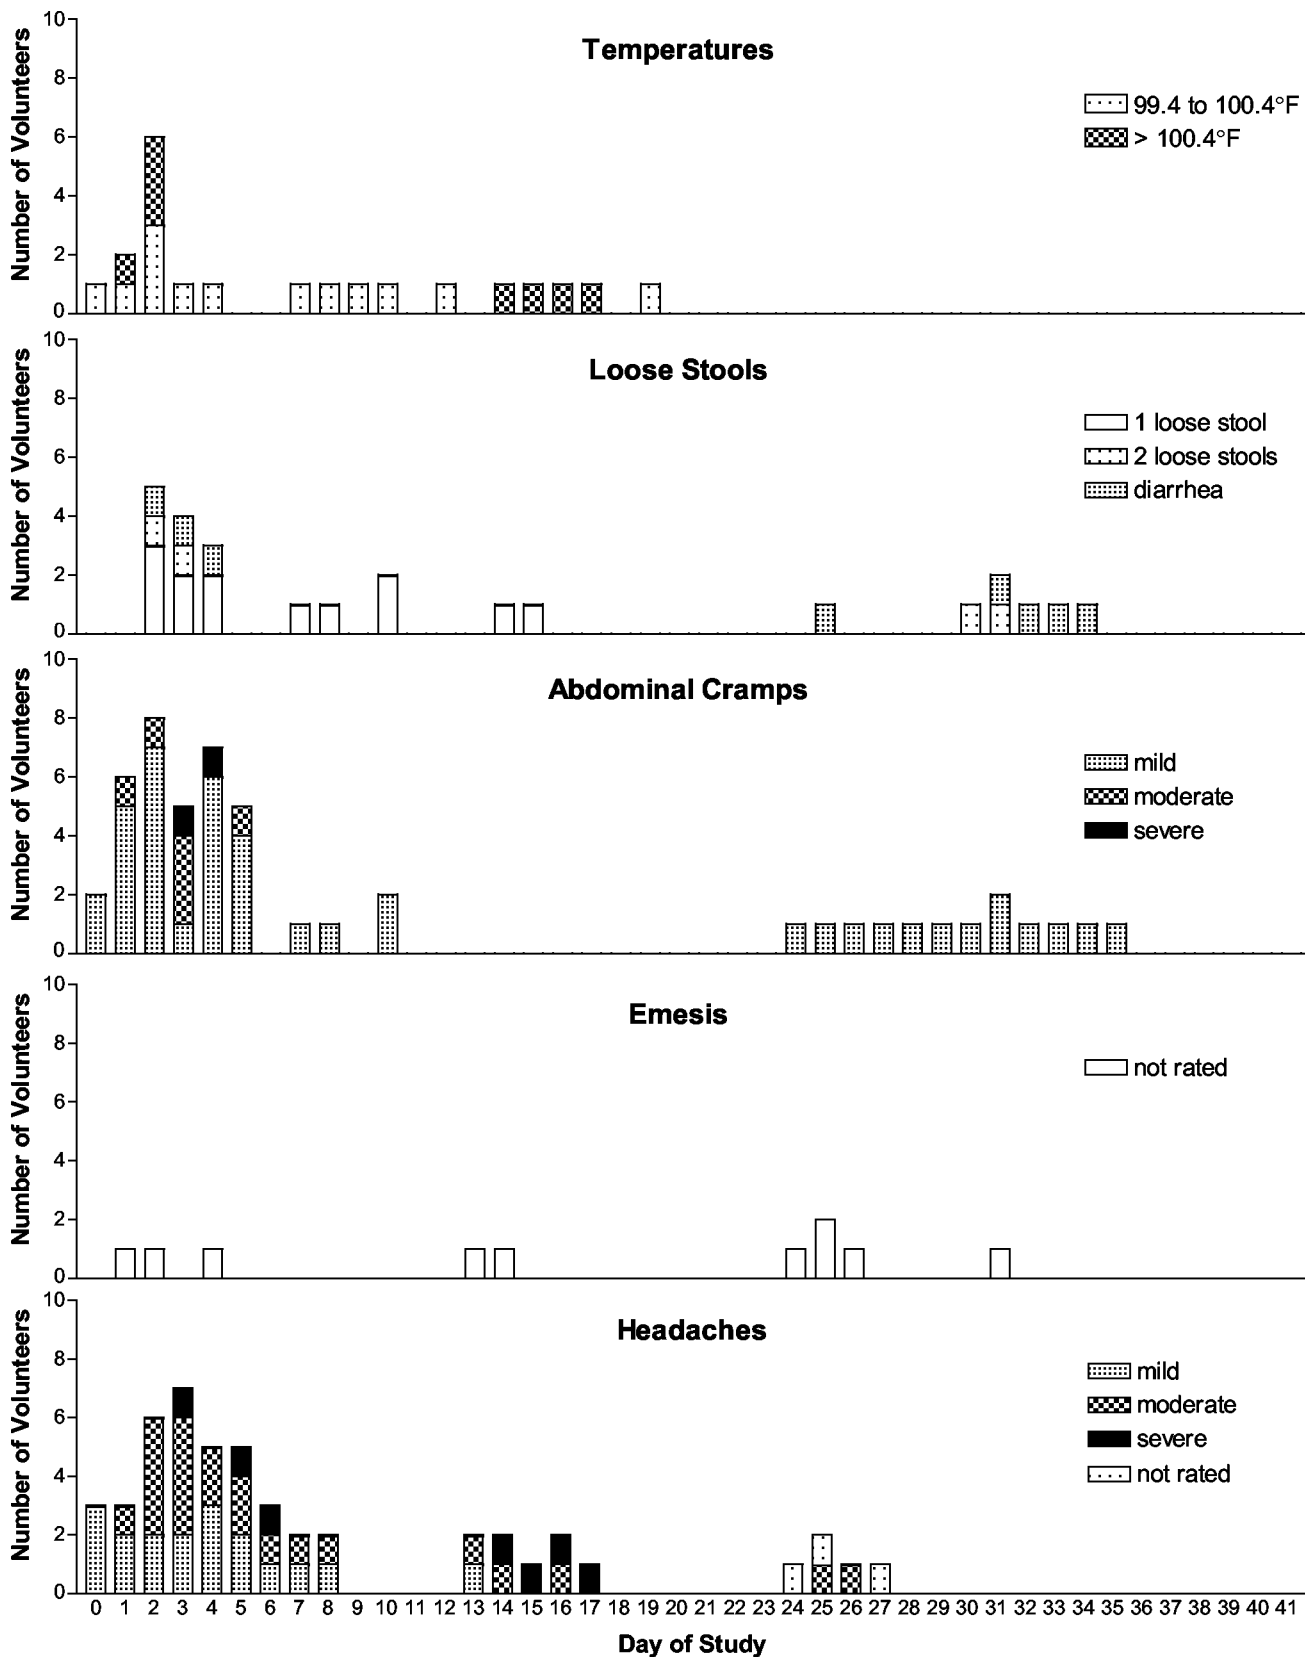 Temperatures
Number of Volunteers
10
8
6
4
2
0
99.4 to 100.4°F
> 100.4°F
Loose Stools
Number of Volunteers
10
8
6
4
2
0
1 loose stool
2 loose stools
diarrhea
Abdominal Cramps
Number of Volunteers
10
8
6
4
2
0
mild
moderate
severe
Emesis
Number of Volunteers
10
8
6
4
2
0
not rated
Headaches
Number of Volunteers
10
8
6
4
2
0
mild
moderate
severe
not rated
0 1 2 3 4 5 6 7 8 9 10 11 12 13 14 15 16 17 18 19 20 21 22 23 24 25 26 27 28 29 30 31 32 33 34 35 36 37 38 39 40 41
Day of Study